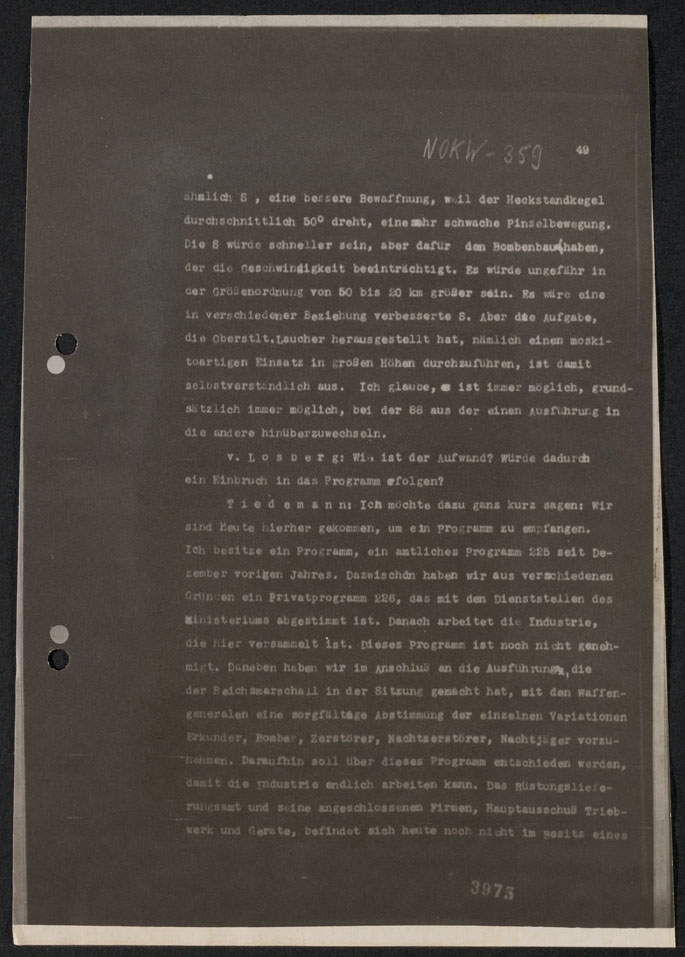 NOKW-359
49
ähnlich S , eine bessere Bewaffnung, weil der Heckstandkegel
durchschnittlich 50° dreht, eine sehr schwache Pinselbewegung.
Die S würde schneller sein, aber dafür den Bombenbauch haben,
der die Geschwindigkeit beeinträchtigt. Es würde ungefähr in
der Größenordnung von 50 bis 20 km größer sein. Es wäre eine
in verschiedener Beziehung verbesserte S. Aber die Aufgabe,
die Oberstlt.Laucher herausgestellt hat, nämlich einen moski-
toartigen Einsatz in großen Höhen durchzuführen, ist damit
selbstverständlich aus. Ich glaube, ist immer möglich, grund-
sätzlich immer möglich, bei der 88 aus der einen Ausführung in
die andere hinüberzuwechseln.
v. L o s b e r g: Wie ist der Aufwand? Würde dadurch
ein Einbruch in das Programm erfolgen?
T i e d e m a n n: Ich möchte dazu ganz kurz sagen: Wir
sind heute hierher gekommen, um ein Programm zu empfangen.
Ich besitze ein Programm, ein amtliches Programm 225 seit De-
zember vorigen Jahres. Dazwischen haben wir aus verschiedenen
Gründen ein Privatprogramm 226, das mit den Dienststellen des
Ministeriums abgestimmt ist. Danach arbeitet die Industrie,
die hier versammelt ist. Dieses Programm ist noch nicht geneh-
migt. Daneben haben wir im Anschluß an die Ausführung, die
der Reichsmarschall in der Sitzung gemacht hat, mit den Waffen-
generalen eine sorgfältage Abstimmung der einzelnen Variationen
Erkunder, Bomber, Zerstörer, Nachtzerstörer, Nachtjäger vorzu-
nehmen. Daraufhin soll über dieses Programm entschieden werden,
damit die Industrie endlich arbeiten kann. Das Rüstungsliefe-
rungsamt und seine angeschlossenen Firmen, Hauptausschuß Trieb-
werk und Geräte, befindet sich heute noch nicht im Besitz eines
3973